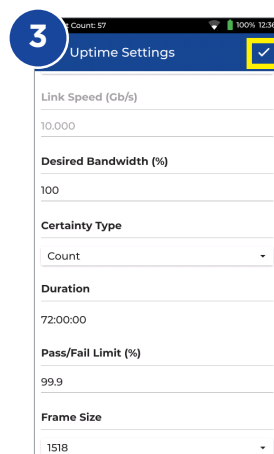 3
t Count: 57
100% 12:36
Uptime Settings
Link Speed (Gb/s)
10.000
Desired Bandwidth (%)
100
Certainty Type
Count
Duration
72:00:00
Pass/Fail Limit (%)
99.9
Frame Size
1518